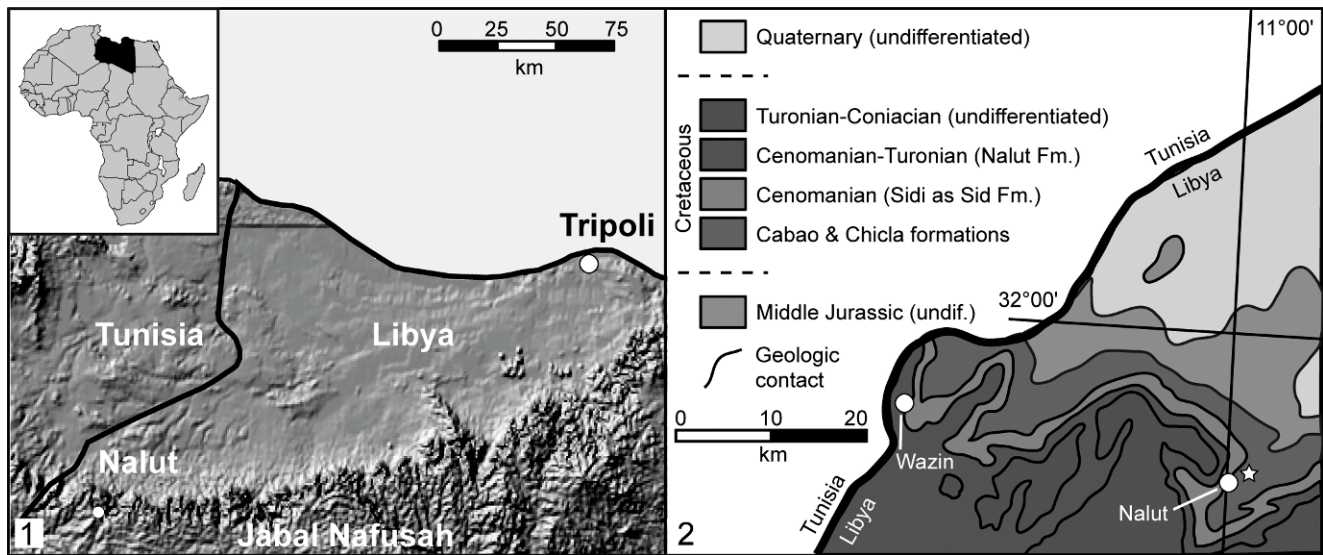 0 25 50 75
km
Tripoli
Tunisia
Libya
Nalut
Jabal Nafusah
1
Quaternary (undifferentiated)
11°00'
Cretaceous
Turonian-Coniacian (undifferentiated)
Cenomanian-Turonian (Nalut Fm.)
Cenomanian (Sidi as Sid Fm.)
Cabao & Chicla formations
Tunisia
Libya
Middle Jurassic (undif.)
32°00'
Geologic
contact
0 10 20
km
Wazin
Nalut
Tunisia
Libya
2